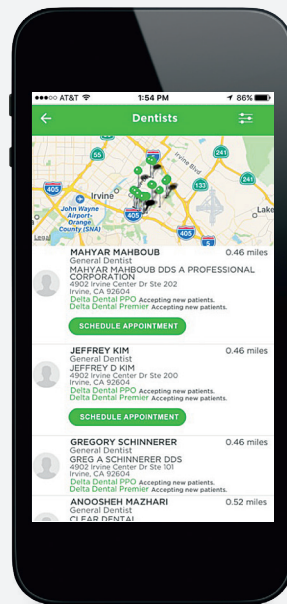 AT&T 1:54 PM 86%
Dentists
55
5
261
241
Irvine Blvd
133
241
405
Irvine
405
John Wayne
Airport-
Orange
County (SNA)
405
Lake
5
Legal
MAHYAR MAHBOUB 0.46 miles
General Dentist
MAHYAR MAHBOUB DDS A PROFESSIONAL
CORPORATION
4902 Irvine Center Dr Ste 202
Irvine, CA 92604
Delta Dental PPO Accepting new patients.
Delta Dental Premier Accepting new patients.
SCHEDULE APPOINTMENT
JEFFREY KIM 0.46 miles
General Dentist
JEFFREY D KIM
4902 Irvine Center Dr Ste 200
Irvine, CA 92604
Delta Dental PPO Accepting new patients.
Delta Dental Premier Accepting new patients.
SCHEDULE APPOINTMENT
GREGORY SCHINNERER 0.46 miles
General Dentist
GREG A SCHINNERER DDS
4902 Irvine Center Dr Ste 101
Irvine, CA 92604
Delta Dental PPO Accepting new patients.
Delta Dental Premier Accepting new patients.
ANOOSHEH MAZHARI 0.52 miles
General Dentist
CLEAR DENTAL